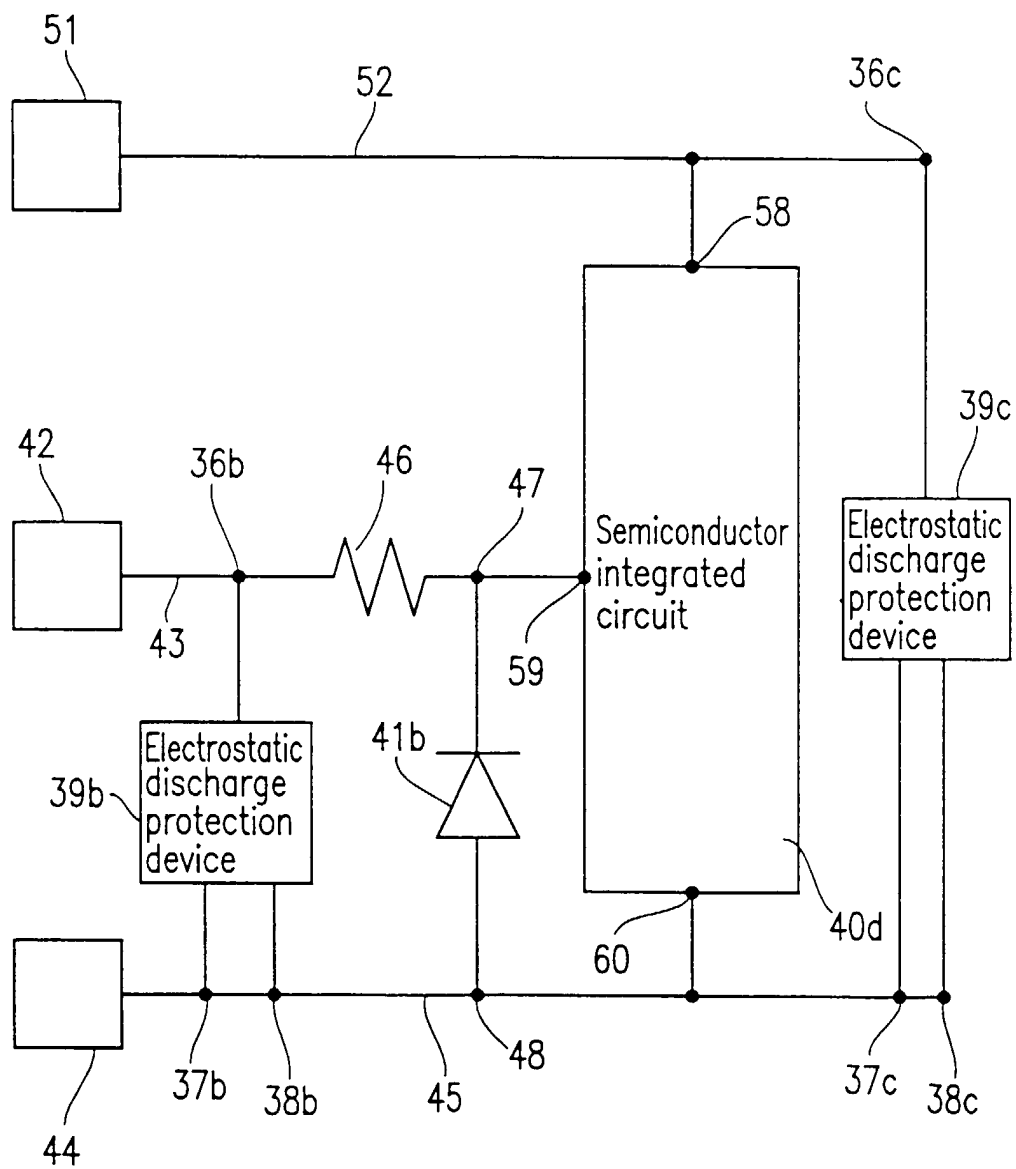 51
52
36c
58
39c
42
36b
46
47
Electrostatic
discharge
protection
device
Semiconductor
integrated
circuit
43
59
41b
Electrostatic
discharge
protection
device
39b
40d
60
37b
38b
45
48
37c
38c
44